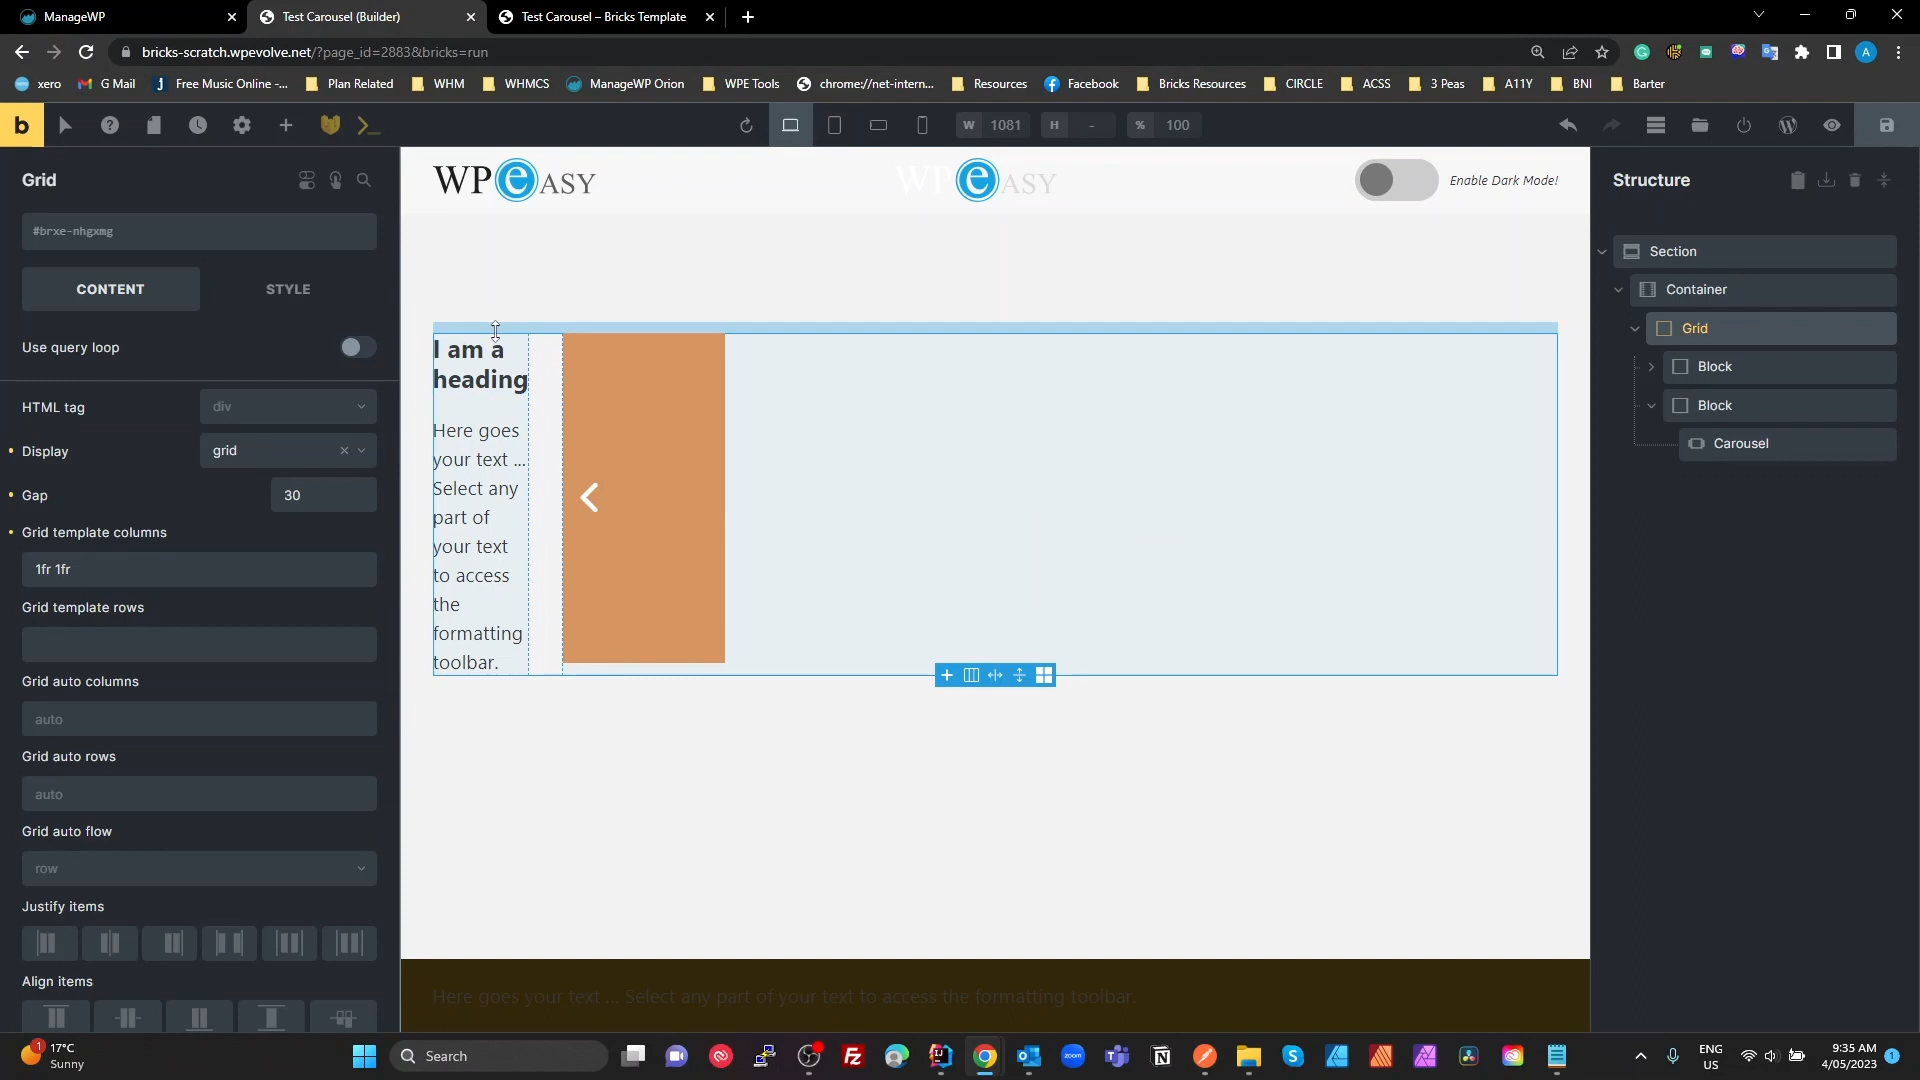 ManageWP
Test Carousel (Builder)
Test Carousel – Bricks Template
bricks-scratch.wpevolve.net/?page_id=2883&bricks=run
xero
G Mail
Free Music Online -...
Plan Related
WHM
WHMCS
ManageWP Orion
WPE Tools
chrome://net-intern...
Resources
Facebook
Bricks Resources
CIRCLE
ACSS
3 Peas
A11Y
BNI
Barter
b
W 1081
H -
% 100
Grid
#brxe-nhgxmg
CONTENT
STYLE
Use query loop
HTML tag
div
Display
grid
Gap
30
Grid template columns
1fr 1fr
Grid template rows
Grid auto columns
auto
Grid auto rows
auto
Grid auto flow
row
Justify items
Align items
WPeASY
WPeASY
Enable Dark Mode!
I am a
heading
Here goes
your text ...
Select any
part of
your text
to access
the
formatting
toolbar.
Here goes your text ... Select any part of your text to access the formatting toolbar.
Structure
Section
Container
Grid
Block
Block
Carousel
1
17°C
Sunny
Search
zoom
ENG
US
9:35 AM
4/05/2023
1